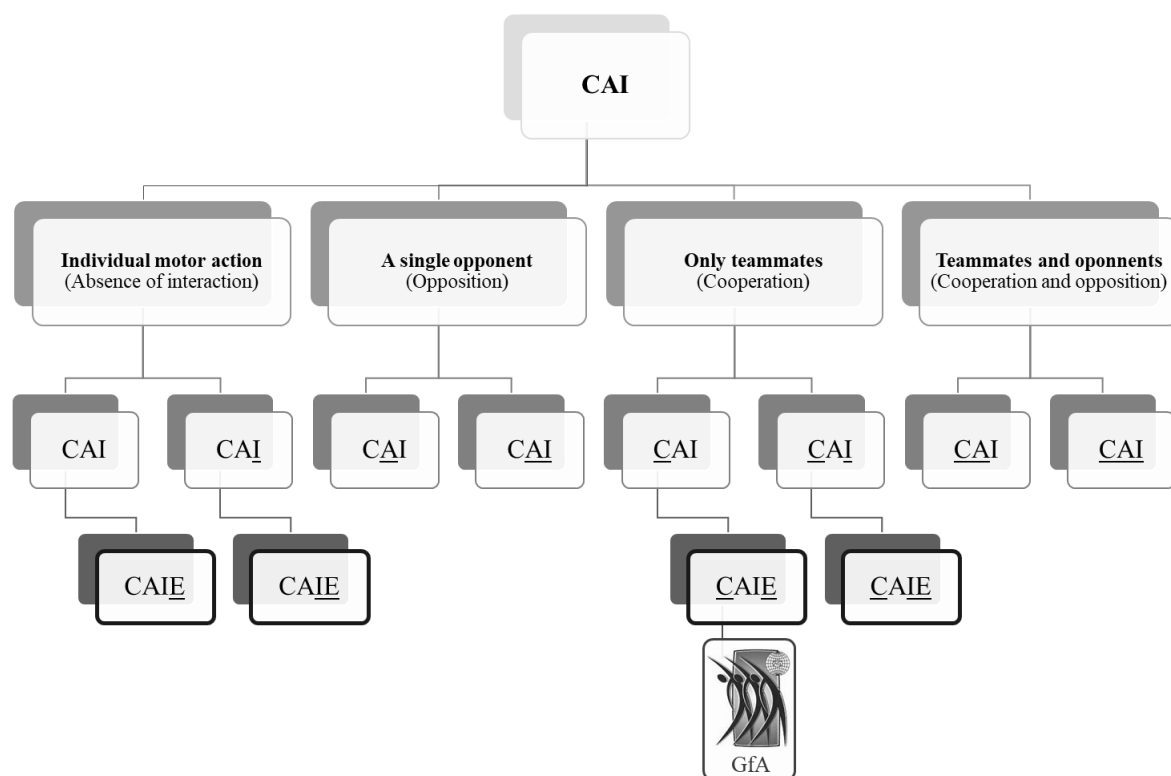 CAI
Individual motor action
(Absence of interaction)
A single opponent
(Opposition)
Only teammates
(Cooperation)
Teammates and oponnents
(Cooperation and opposition)
CAI
CAI
CAI
CAI
CAI
CAI
CAI
CAI
CAIE
CAIE
CAIE
CAIE
GfA